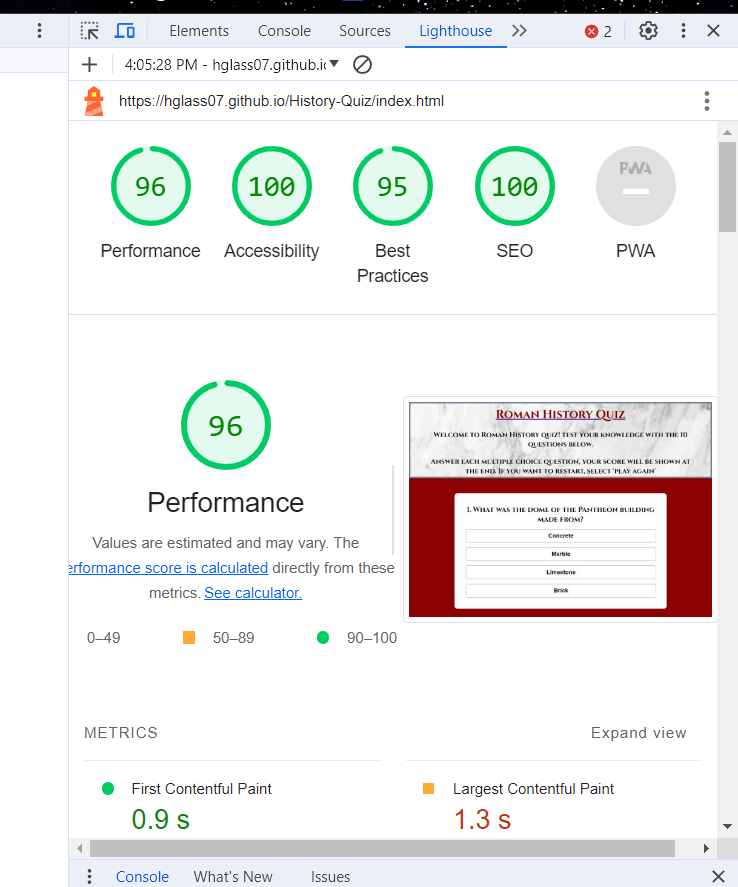 Elements Console Sources Lighthouse 2
4:05:28 PM - hglass07.github.io
https://hglass07.github.io/History-Quiz/index.html
96 100 95 100 PWA
Performance Accessibility Best Practices SEO PWA
96
Performance
Values are estimated and may vary. The
erformance score is calculated directly from these
metrics. See calculator.
0–49 50–89 90–100
Roman History Quiz
Welcome to Roman History quiz! Test your knowledge with the 10
questions below.
Answer each multiple choice question, your score will be shown at
the end. If you want to restart, select 'play again'
1. What was the dome of the Pantheon building
made from?
Concrete
Marble
Limestone
Brick
METRICS Expand view
First Contentful Paint Largest Contentful Paint
0.9 s 1.3 s
Console What's New Issues